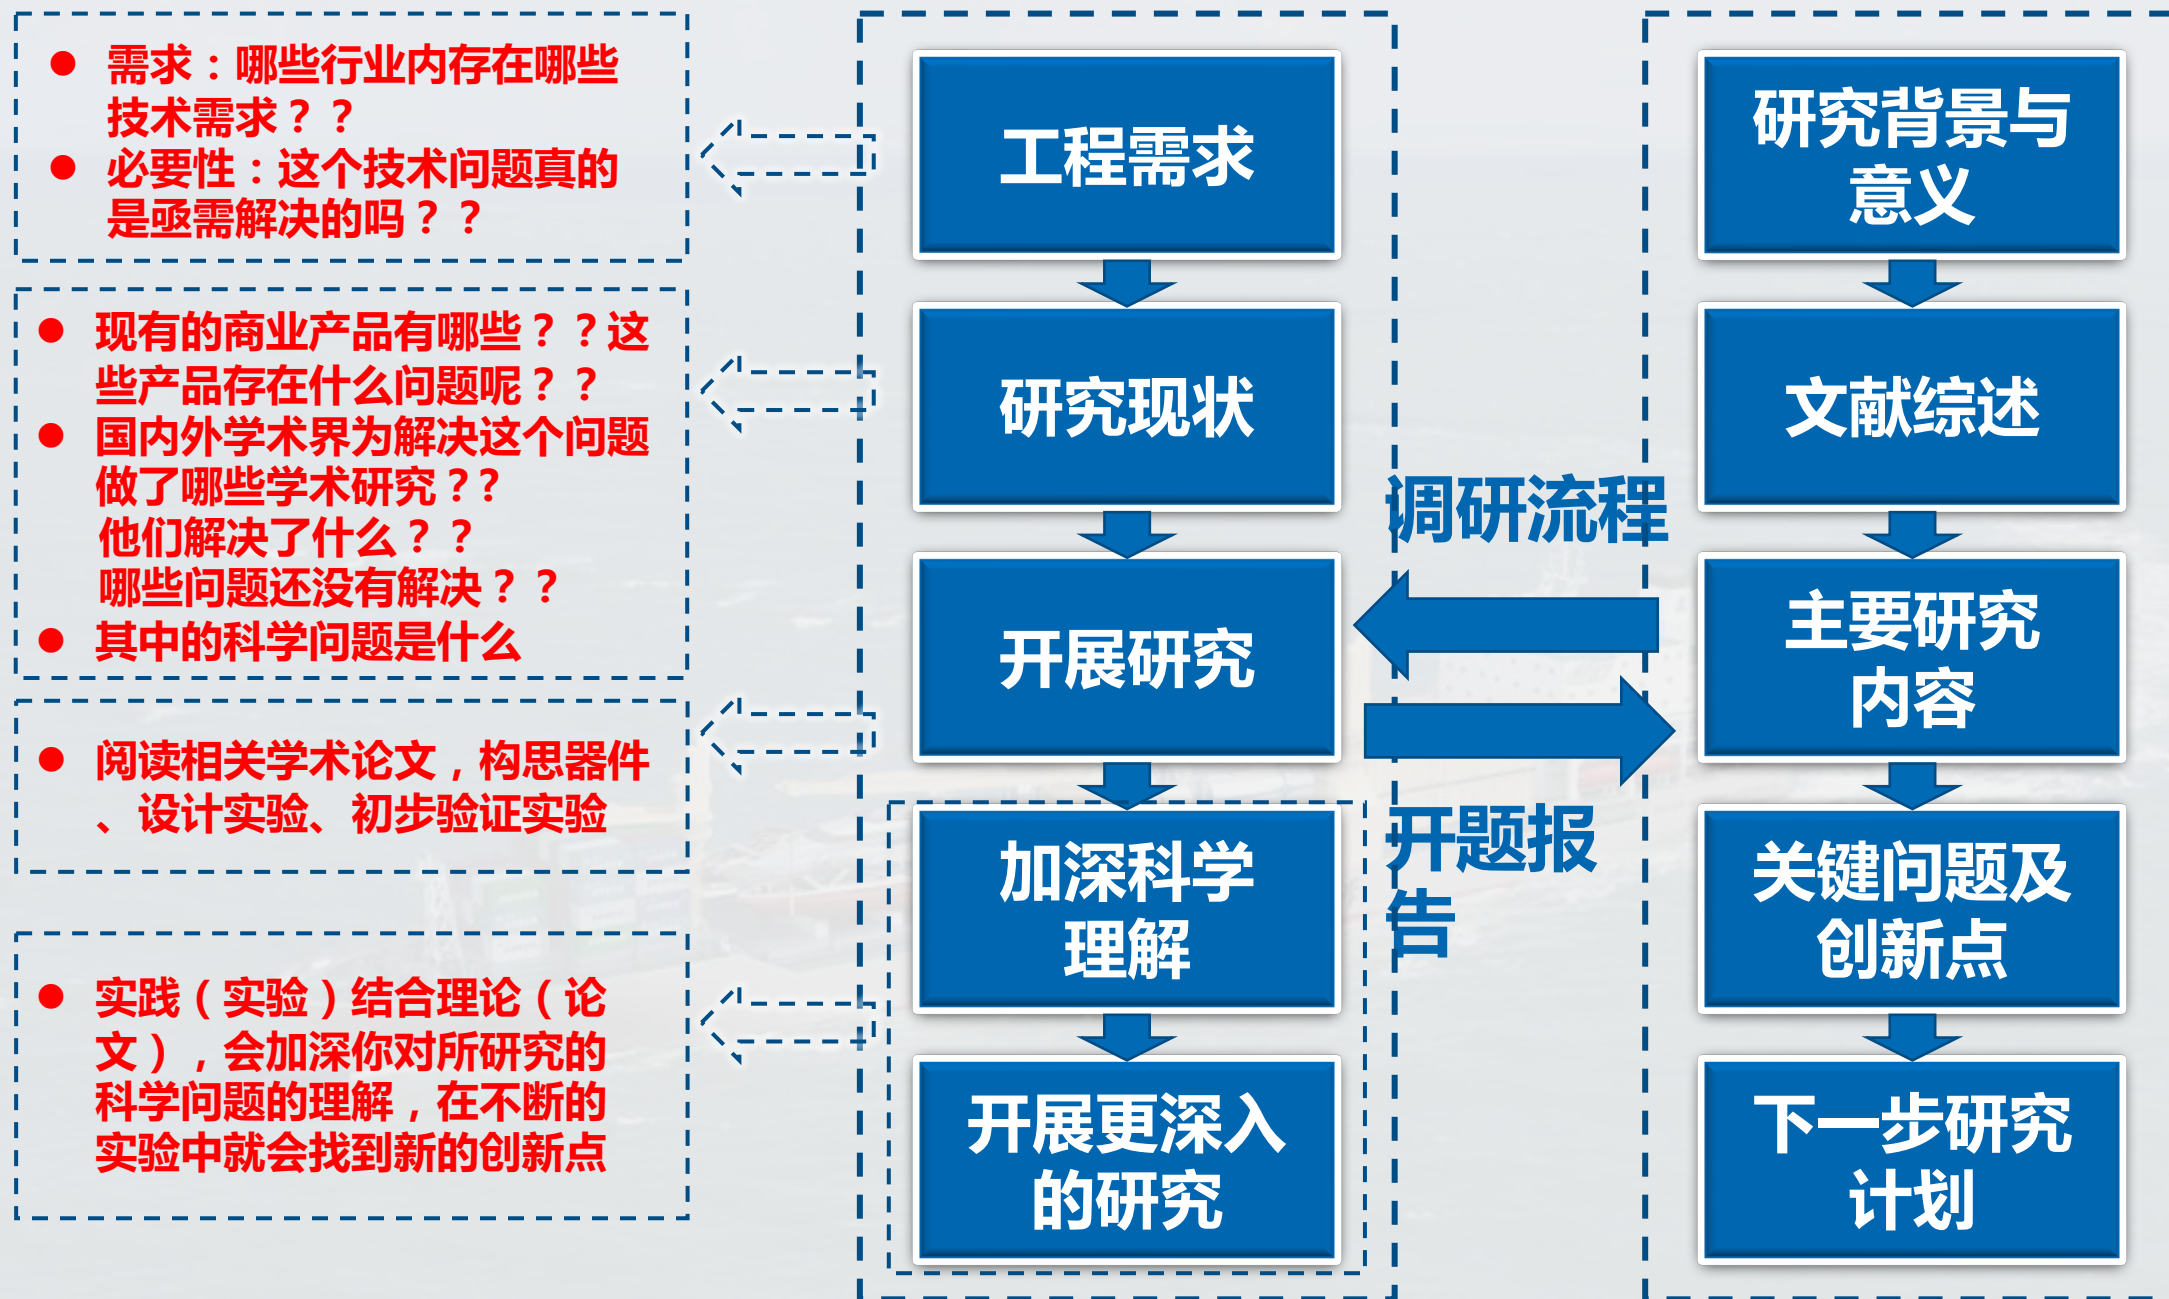 ● 需求：哪些行业内存在哪些
技术需求？？
● 必要性：这个技术问题真的
是亟需解决的吗？？
● 现有的商业产品有哪些？？这
些产品存在什么问题呢？？
● 国内外学术界为解决这个问题
做了哪些学术研究??
他们解决了什么？？
哪些问题还没有解决？？
● 其中的科学问题是什么
● 阅读相关学术论文，构思器件
、设计实验、初步验证实验
● 实践（实验）结合理论（论
文），会加深你对所研究的
科学问题的理解，在不断的
实验中就会找到新的创新点
工程需求
研究现状
开展研究
加深科学
理解
开展更深入
的研究
调研流程
开题报
告
研究背景与
意义
文献综述
主要研究
内容
关键问题及
创新点
下一步研究
计划